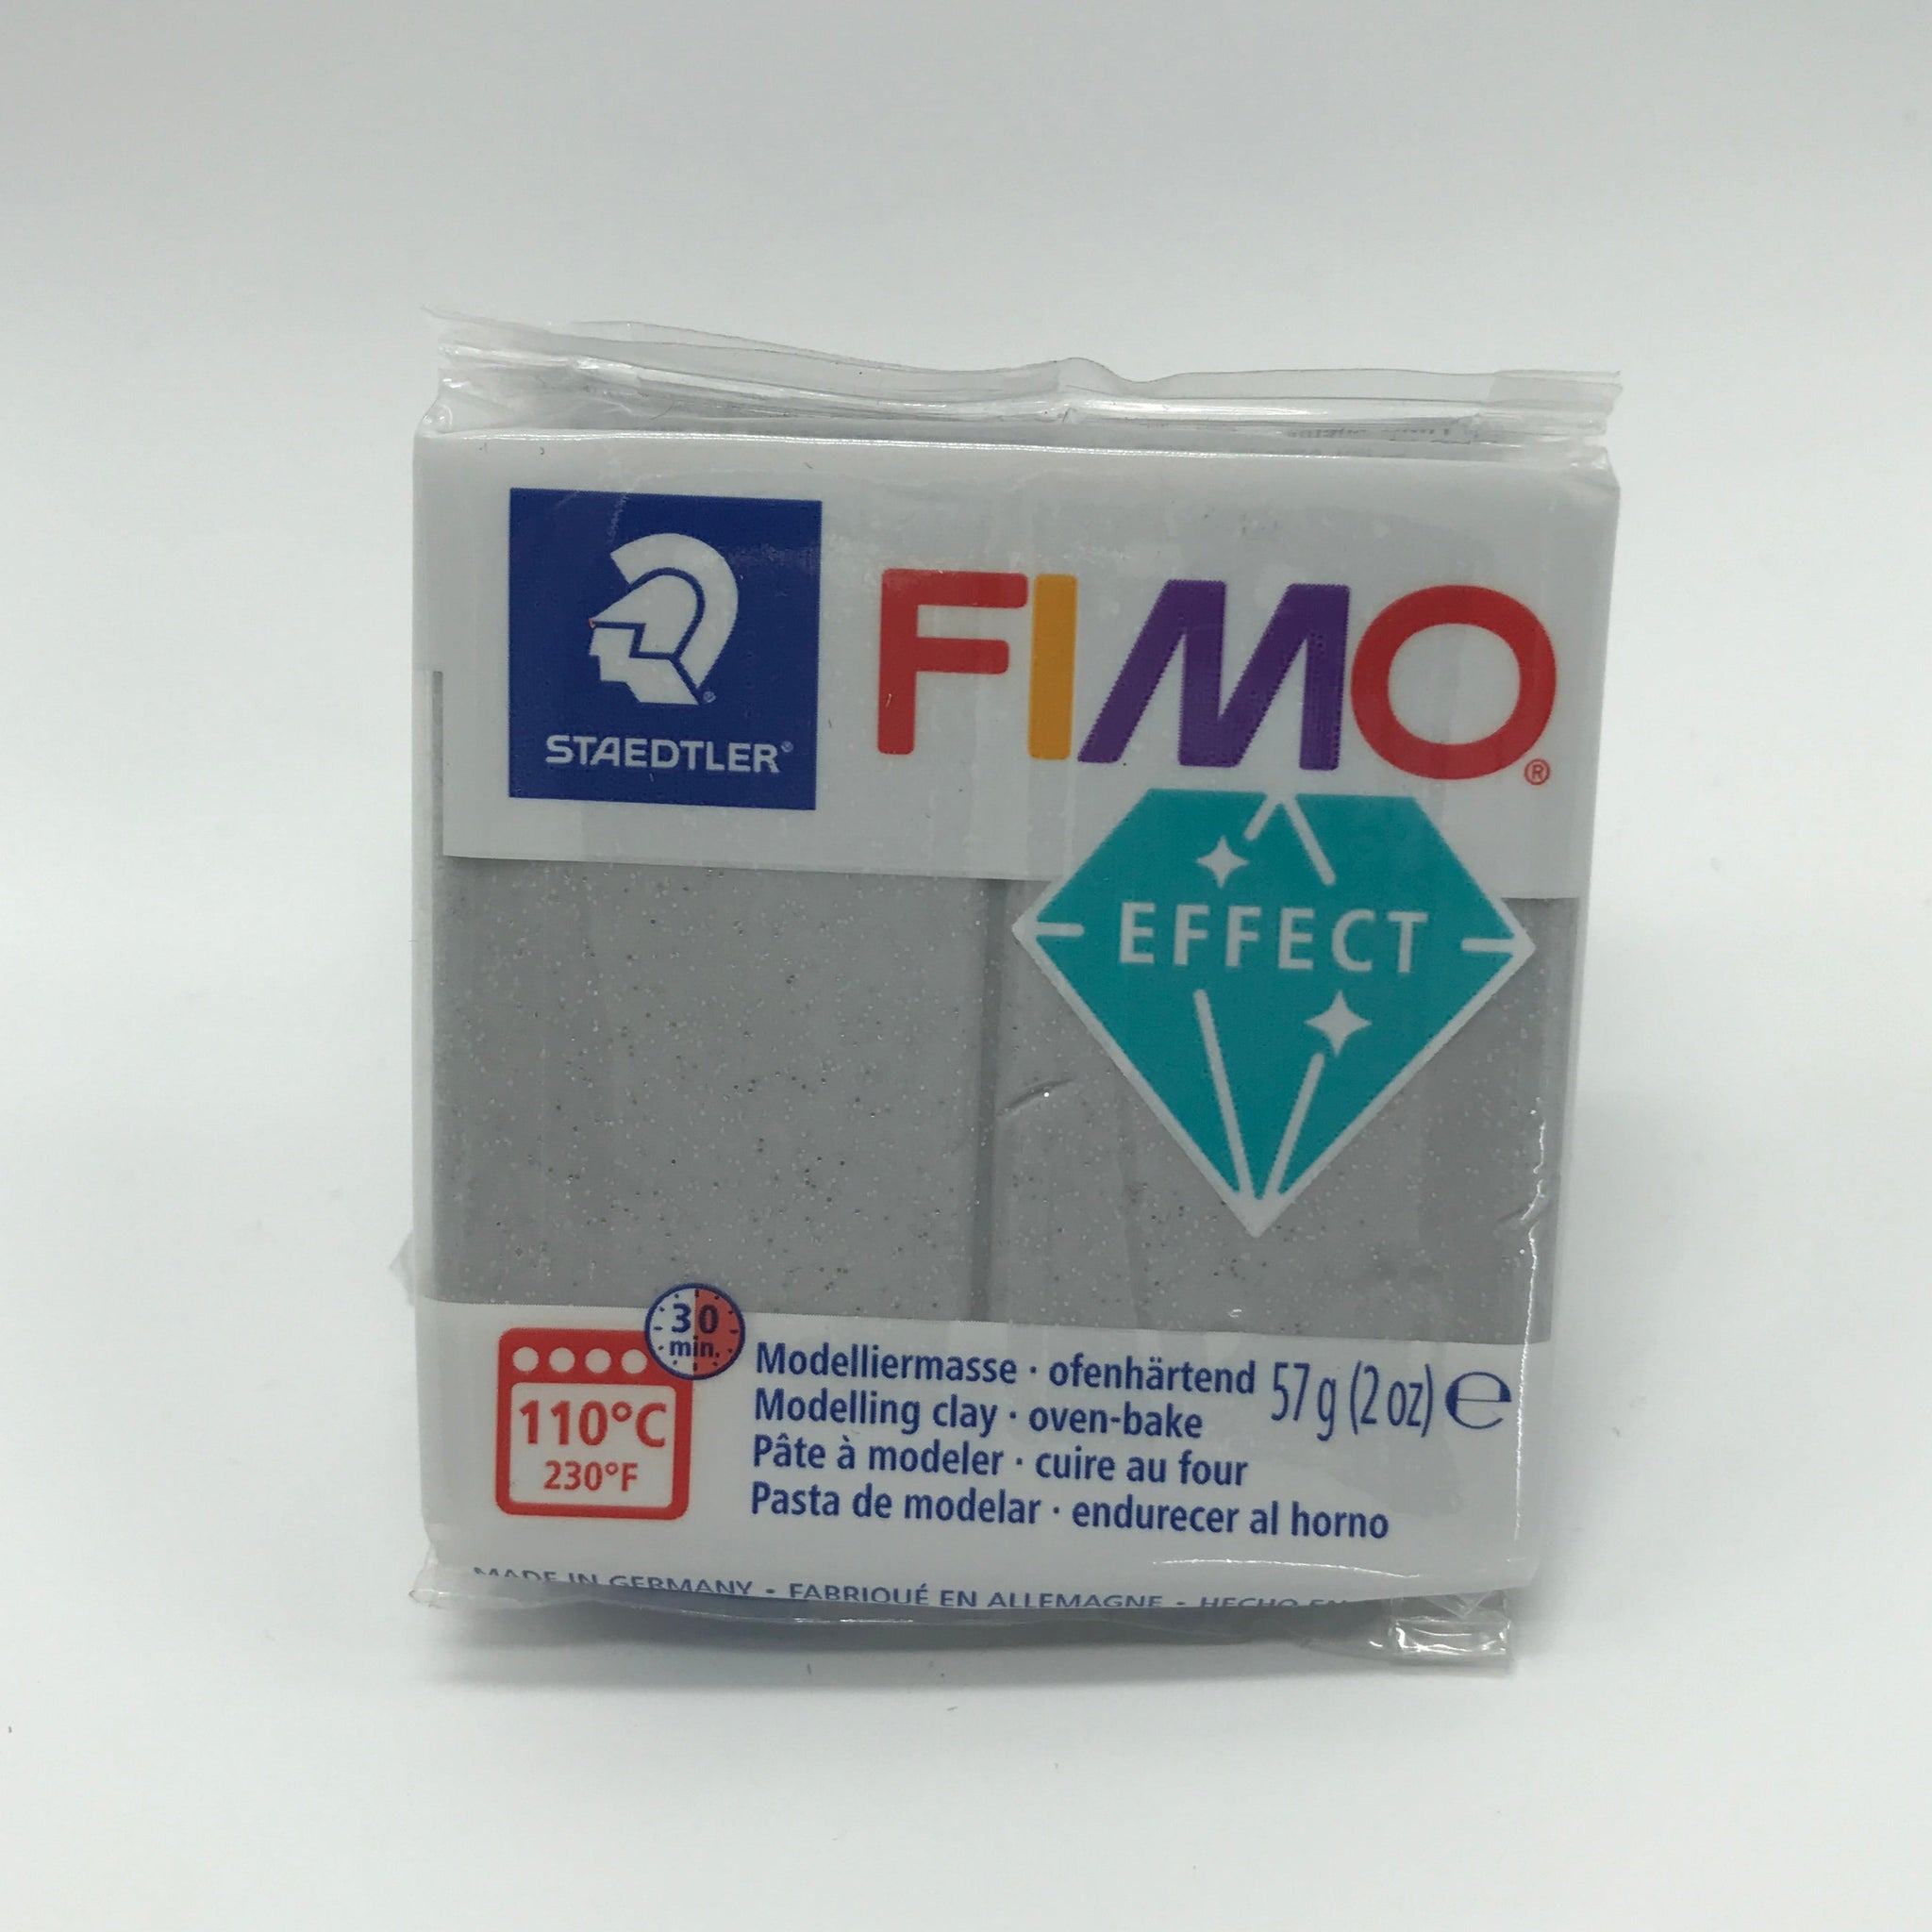 STAEDTLER®
FIMO®
EFFECT
30
min.
110°C
230°F
Modelliermasse · ofenhärtend
Modelling clay · oven-bake
Pâte à modeler · cuire au four
Pasta de modelar · endurecer al horno
57 g (2 oz) ℮
MADE IN GERMANY - FABRIQUÉ EN ALLEMAGNE - HECHO EN